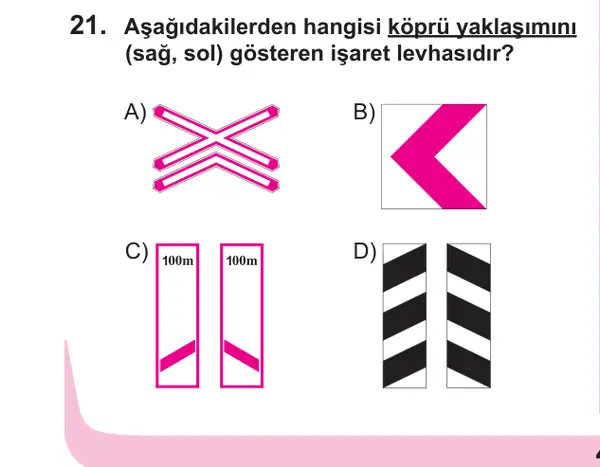 21. Aşağıdakilerden hangisi köprü yaklaşımını
(sağ, sol) gösteren işaret levhasıdır?
A)
B)
C)
100m
100m
D)